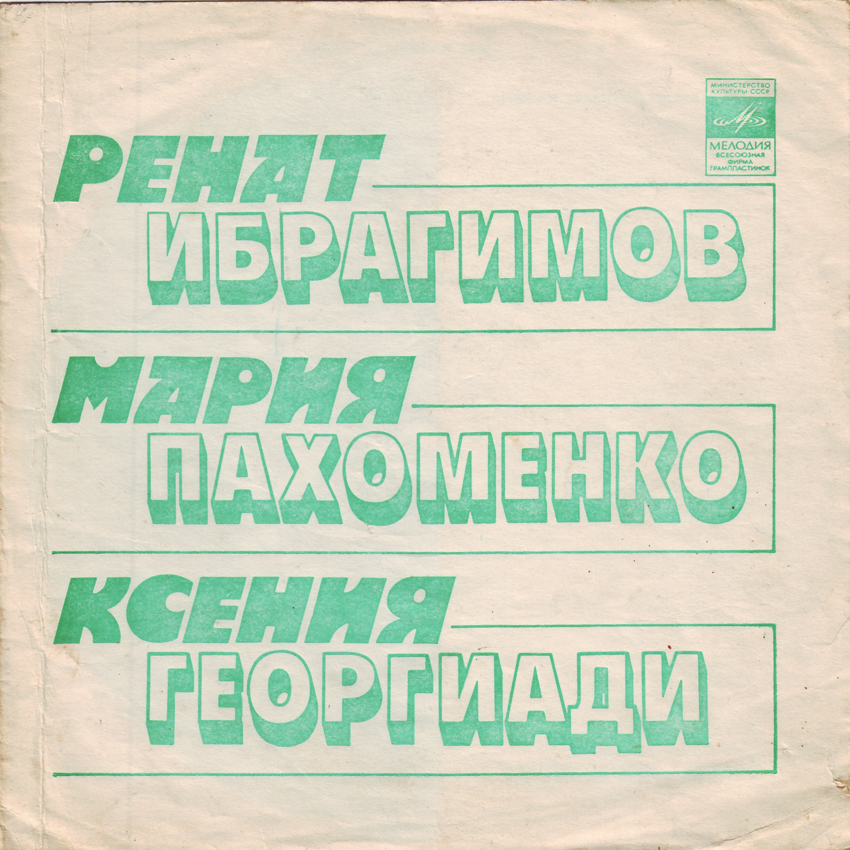 МИНИСТЕРСТВО
КУЛЬТУРЫ СССР
МЕЛОДИЯ
ВСЕСОЮЗНАЯ
ФИРМА
ГРАМПЛАСТИНОК
РЕНАТ
ИБРАГИМОВ
МАРИЯ
ПАХОМЕНКО
КСЕНИЯ
ГЕОРГИАДИ